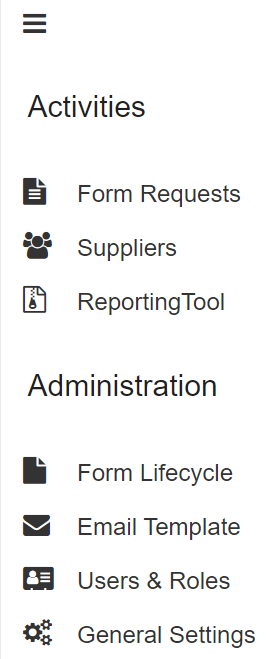 Activities
Form Requests
Suppliers
ReportingTool
Administration
Form Lifecycle
Email Template
Users & Roles
General Settings